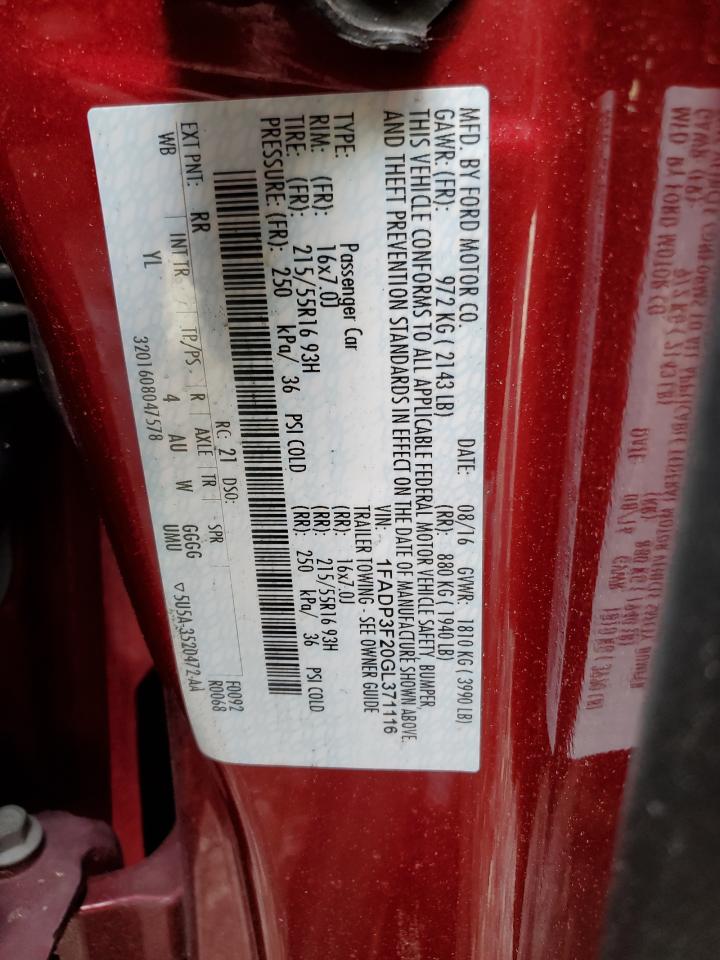 MFD. BY FORD MOTOR CO.
DATE: 08/16 GVWR: 1810 KG ( 3990 LB)
GAWR: (FR): 972 KG ( 2143 LB) (RR): 880 KG ( 1940 LB)
THIS VEHICLE CONFORMS TO ALL APPLICABLE FEDERAL MOTOR VEHICLE SAFETY, BUMPER,
AND THEFT PREVENTION STANDARDS IN EFFECT ON THE DATE OF MANUFACTURE SHOWN ABOVE.
VIN: 1FADP3F20GL371116
TYPE: Passenger Car TRAILER TOWING - SEE OWNER GUIDE
RIM: (FR): 16x7.0J (RR): 16x7.0J
TIRE: (FR): 215/55R16 93H (RR): 215/55R16 93H
PRESSURE: (FR): 250 kPa/ 36 PSI COLD (RR): 250 kPa/ 36 PSI COLD
RC: 21 DSO: F0092
EXT PNT: RR INT TR TP/PS R AXLE TR SPR R0068
WB YL 4 AU W GGGG
UMU
▽5U5A-3520472-AA
3201608047578